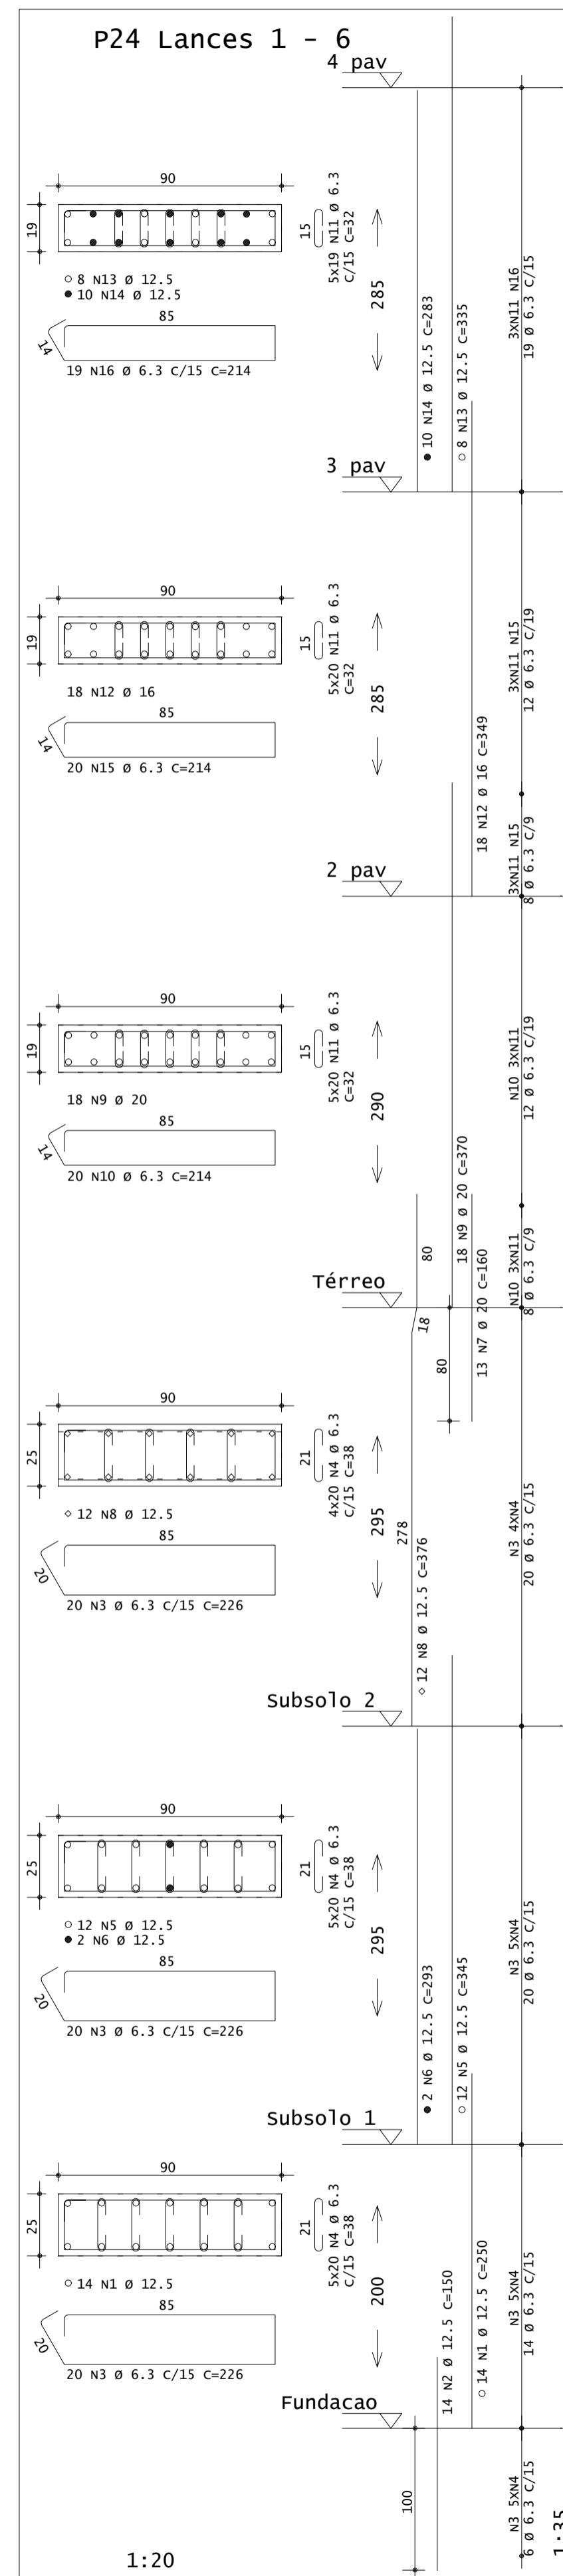 P24 Lances 1 - 6
4 pav
90
19
15
5x19 N11 Ø 6.3
C/15 C=32
285
8 N13 Ø 12.5
10 N14 Ø 12.5
85
14
19 N16 Ø 6.3 C/15 C=214
10 N14 Ø 12.5 C=283
8 N13 Ø 12.5 C=335
3XN11 N16
19 Ø 6.3 C/15
3 pav
90
19
15
5x20 N11 Ø 6.3
C=32
285
18 N12 Ø 16
85
14
20 N15 Ø 6.3 C=214
18 N12 Ø 16 C=349
3XN11 N15
12 Ø 6.3 C/19
3XN11 N15
8 Ø 6.3 C/9
2 pav
90
19
15
5x20 N11 Ø 6.3
C=32
290
18 N9 Ø 20
85
14
20 N10 Ø 6.3 C=214
18 N9 Ø 20 C=370
N10 3XN11
12 Ø 6.3 C/19
N10 3XN11
8 Ø 6.3 C/9
80
Térreo
18
80
13 N7 Ø 20 C=160
90
25
21
4x20 N4 Ø 6.3
C/15 C=38
295
12 N8 Ø 12.5
85
20
20 N3 Ø 6.3 C/15 C=226
278
12 N8 Ø 12.5 C=376
N3 4XN4
20 Ø 6.3 C/15
Subsolo 2
90
25
21
5x20 N4 Ø 6.3
C/15 C=38
295
12 N5 Ø 12.5
2 N6 Ø 12.5
85
20
20 N3 Ø 6.3 C/15 C=226
2 N6 Ø 12.5 C=293
12 N5 Ø 12.5 C=345
N3 5XN4
20 Ø 6.3 C/15
Subsolo 1
90
25
21
5x20 N4 Ø 6.3
C/15 C=38
200
14 N1 Ø 12.5
85
20
20 N3 Ø 6.3 C/15 C=226
14 N2 Ø 12.5 C=150
14 N1 Ø 12.5 C=250
N3 5XN4
14 Ø 6.3 C/15
Fundacao
100
N3 5XN4
6 Ø 6.3 C/15
1:20
1:35